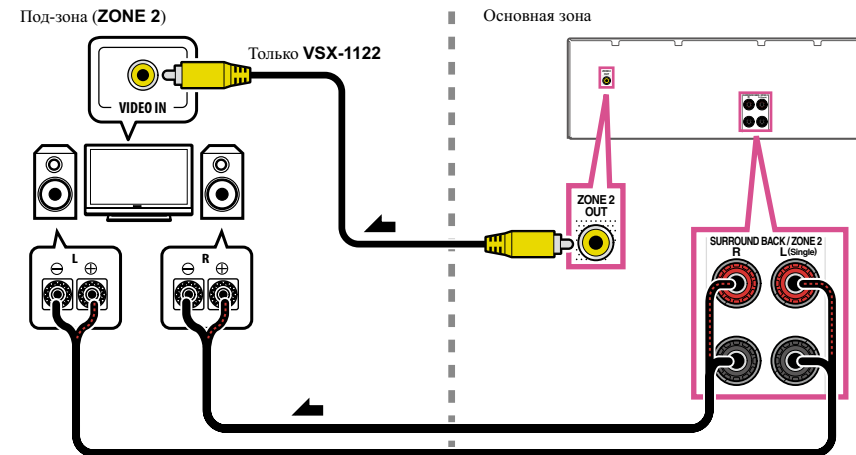 Под-зона (ZONE 2)
Основная зона
Только VSX-1122
VIDEO IN
ZONE 2
OUT
SURROUND BACK / ZONE 2
R L (Single)
L
⊖ ⊕
R
⊖ ⊕